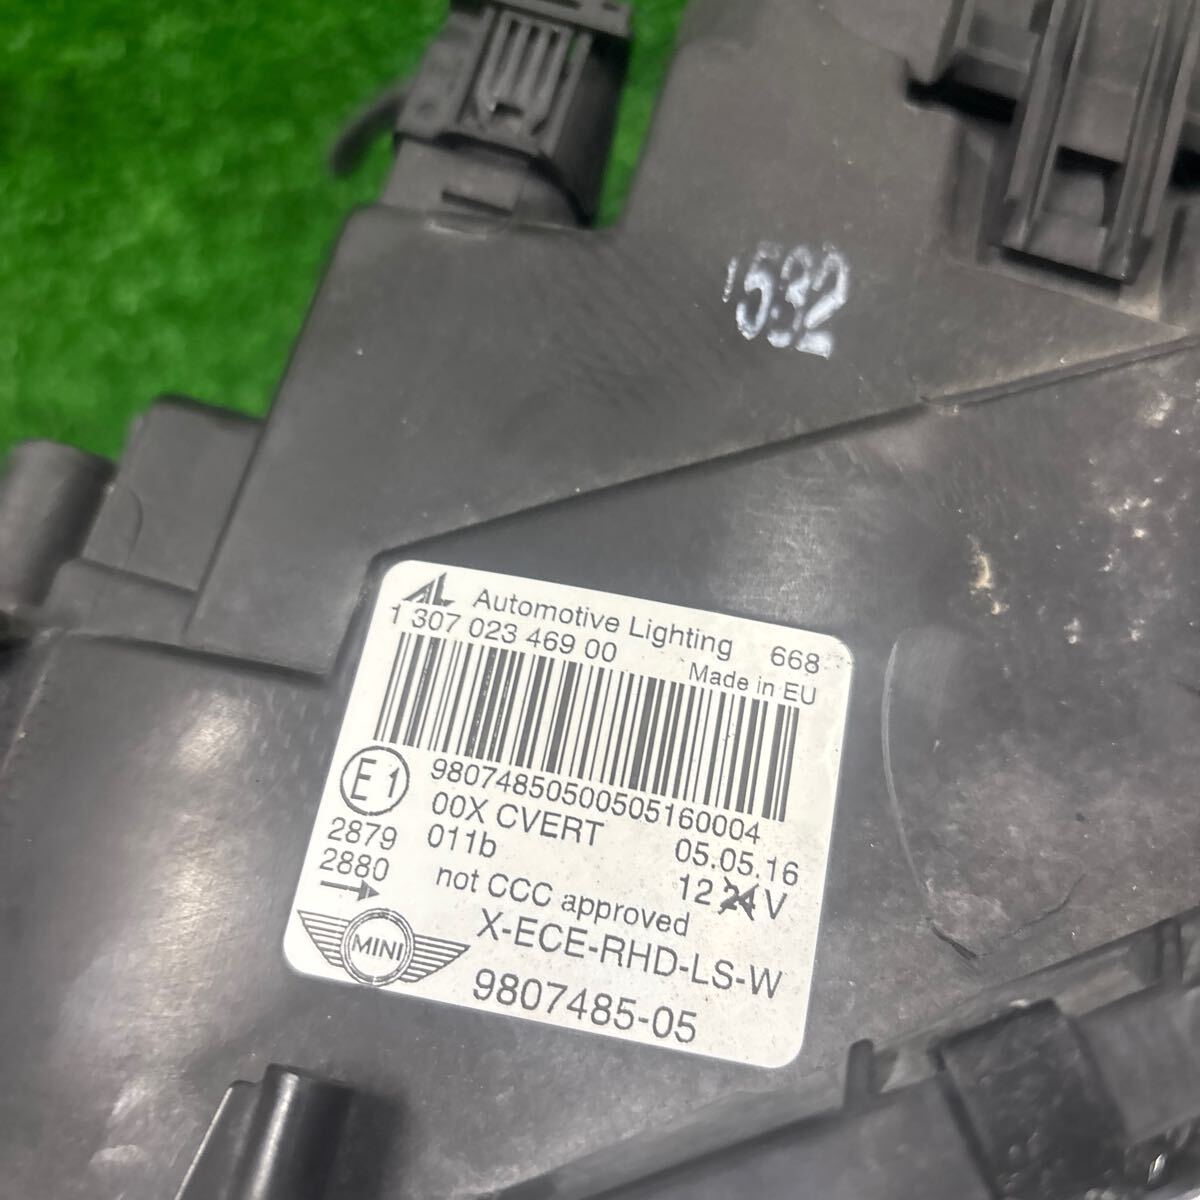 532
AL Automotive Lighting 668
1 307 023 469 00
Made in EU
98074850500505160004
E1
00X CVERT
05.05.16
2879
011b
12 24 V
2880
not CCC approved
X-ECE-RHD-LS-W
MINI
9807485-05